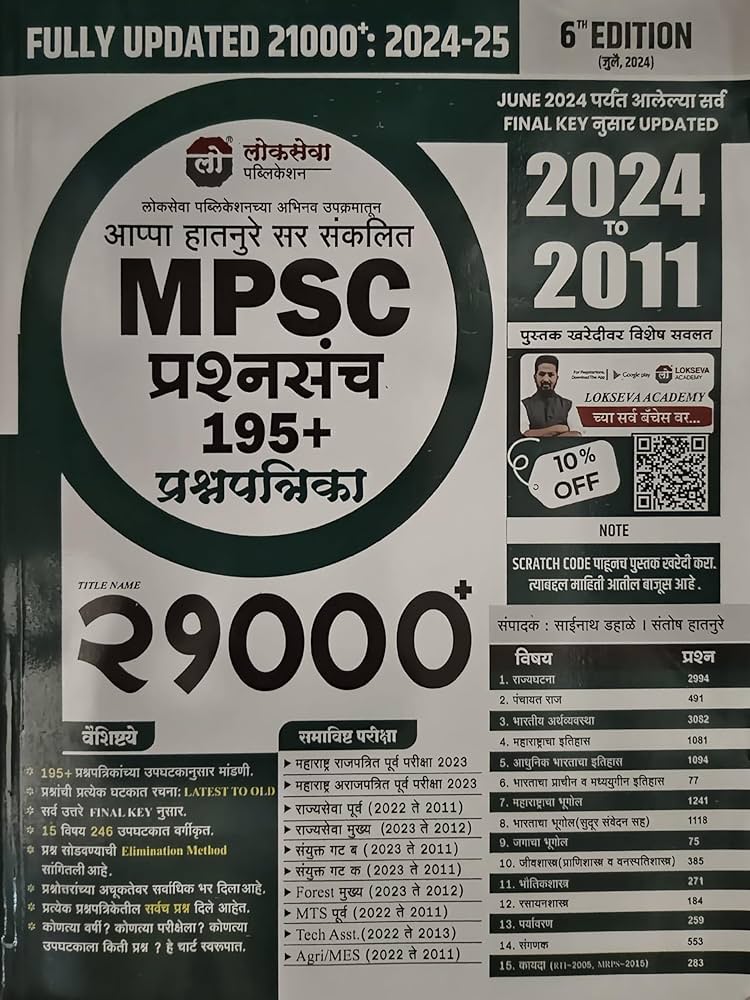 FULLY UPDATED 21000+: 2024-25
6TH EDITION
(जुलै, 2024)
JUNE 2024 पर्यंत आलेल्या सर्व
FINAL KEY नुसार UPDATED
2024
TO
2011
लो
लोकसेवा
पब्लिकेशन
लोकसेवा पब्लिकेशनच्या अभिनव उपक्रमातून
आप्पा हातनुरे सर संकलित
MPSC
प्रश्नसंच
195+
प्रश्नपत्रिका
पुस्तक खरेदीवर विशेष सवलत
For Registrations Download The App
Google play
लो
LOKSEVA
ACADEMY
LOKSEVA ACADEMY
च्या सर्व बॅचेस वर...
10%
OFF
NOTE
SCRATCH CODE पाहूनच पुस्तक खरेदी करा.
त्याबद्दल माहिती आतील बाजूस आहे.
TITLE NAME
२१०००+
संपादक : साईनाथ डहाळे । संतोष हातनुरे
विषय प्रश्न
1. राज्यघटना 2994
2. पंचायत राज 491
3. भारतीय अर्थव्यवस्था 3082
4. महाराष्ट्राचा इतिहास 1081
5. आधुनिक भारताचा इतिहास 1094
6. भारताचा प्राचीन व मध्ययुगीन इतिहास 77
7. महाराष्ट्राचा भूगोल 1241
8. भारताचा भूगोल(सुदूर संवेदन सह) 1118
9. जगाचा भूगोल 75
10. जीवशास्त्र(प्राणिशास्त्र व वनस्पतिशास्त्र) 385
11. भौतिकशास्त्र 271
12. रसायनशास्त्र 184
13. पर्यावरण 259
14. संगणक 553
15. कायदा (RTI-2005, MRPS-2015) 283
वैशिष्ट्ये
195+ प्रश्नपत्रिकांच्या उपघटकानुसार मांडणी.
प्रश्नांची प्रत्येक घटकात रचना: LATEST TO OLD
सर्व उत्तरे FINAL KEY नुसार.
15 विषय 246 उपघटकात वर्गीकृत.
प्रश्न सोडवण्याची Elimination Method
सांगितली आहे.
प्रश्नोत्तरांच्या अचूकतेवर सर्वाधिक भर दिला आहे.
प्रत्येक प्रश्नपत्रिकेतील सर्वच प्रश्न दिले आहेत.
कोणत्या वर्षी? कोणत्या परीक्षेला? कोणत्या
उपघटकाला किती प्रश्न ? हे चार्ट स्वरूपात.
समाविष्ट परीक्षा
महाराष्ट्र राजपत्रित पूर्व परीक्षा 2023
महाराष्ट्र अराजपत्रित पूर्व परीक्षा 2023
राज्यसेवा पूर्व (2022 ते 2011)
राज्यसेवा मुख्य (2023 ते 2012)
संयुक्त गट ब (2023 ते 2011)
संयुक्त गट क (2023 ते 2011)
Forest मुख्य (2023 ते 2012)
MTS पूर्व (2022 ते 2011)
Tech Asst.(2022 ते 2013)
Agri/MES (2022 ते 2011)